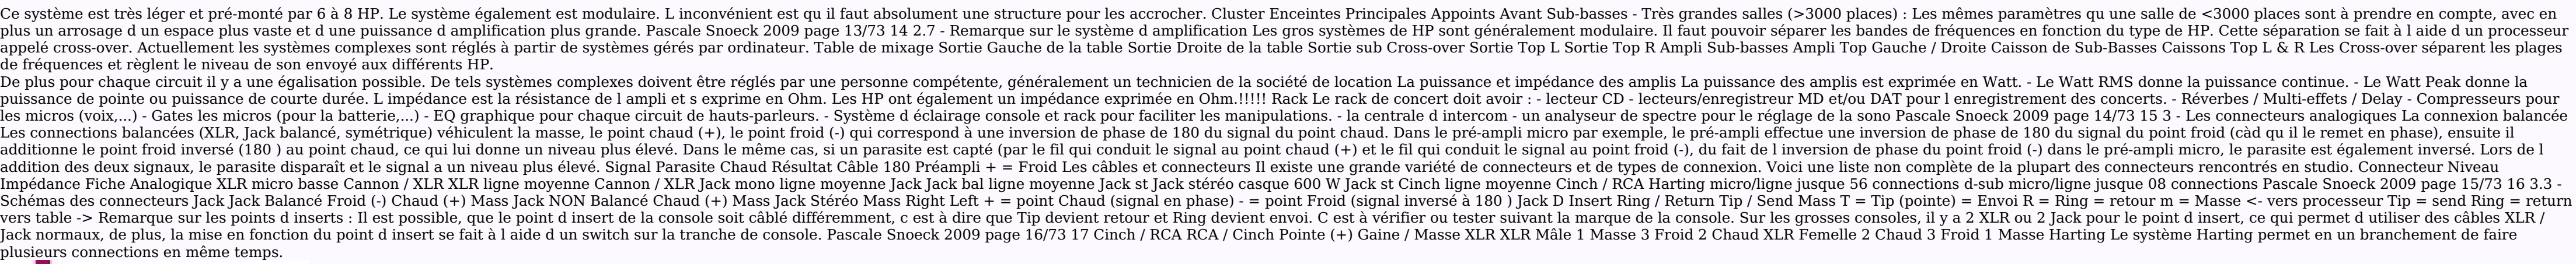 Ce système est très léger et pré-monté par 6 à 8 HP. Le système également est modulaire. L inconvénient est qu il faut absolument une structure pour les accrocher. Cluster Enceintes Principales Appoints Avant Sub-basses - Très grandes salles (>3000 places) : Les mêmes paramètres qu une salle de <3000 places sont à prendre en compte, avec en
plus un arrosage d un espace plus vaste et d une puissance d amplification plus grande. Pascale Snoeck 2009 page 13/73 14 2.7 - Remarque sur le système d amplification Les gros systèmes de HP sont généralement modulaire. Il faut pouvoir séparer les bandes de fréquences en fonction du type de HP. Cette séparation se fait à l aide d un processeur
appelé cross-over. Actuellement les systèmes complexes sont réglés à partir de systèmes gérés par ordinateur. Table de mixage Sortie Gauche de la table Sortie Droite de la table Sortie sub Cross-over Sortie Top L Sortie Top R Ampli Sub-basses Ampli Top Gauche / Droite Caisson de Sub-Basses Caissons Top L & R Les Cross-over séparent les plages
de fréquences et règlent le niveau de son envoyé aux différents HP.
De plus pour chaque circuit il y a une égalisation possible. De tels systèmes complexes doivent être réglés par une personne compétente, généralement un technicien de la société de location La puissance et impédance des amplis La puissance des amplis est exprimée en Watt. - Le Watt RMS donne la puissance continue. - Le Watt Peak donne la
puissance de pointe ou puissance de courte durée. L impédance est la résistance de l ampli et s exprime en Ohm. Les HP ont également un impédance exprimée en Ohm.!!!!! Rack Le rack de concert doit avoir : - lecteur CD - lecteurs/enregistreur MD et/ou DAT pour l enregistrement des concerts. - Réverbes / Multi-effets / Delay - Compresseurs pour
les micros (voix,...) - Gates les micros (pour la batterie,...) - EQ graphique pour chaque circuit de hauts-parleurs. - Système d éclairage console et rack pour faciliter les manipulations. - la centrale d intercom - un analyseur de spectre pour le réglage de la sono Pascale Snoeck 2009 page 14/73 15 3 - Les connecteurs analogiques La connexion balancée
Les connections balancées (XLR, Jack balancé, symétrique) véhiculent la masse, le point chaud (+), le point froid (-) qui correspond à une inversion de phase de 180 du signal du point chaud. Dans le pré-ampli micro par exemple, le pré-ampli effectue une inversion de phase de 180 du signal du point froid (càd qu il le remet en phase), ensuite il
additionne le point froid inversé (180 ) au point chaud, ce qui lui donne un niveau plus élevé. Dans le même cas, si un parasite est capté (par le fil qui conduit le signal au point chaud (+) et le fil qui conduit le signal au point froid (-), du fait de l inversion de phase du point froid (-) dans le pré-ampli micro, le parasite est également inversé. Lors de l
addition des deux signaux, le parasite disparaît et le signal a un niveau plus élevé. Signal Parasite Chaud Résultat Câble 180 Préampli + = Froid Les câbles et connecteurs Il existe une grande variété de connecteurs et de types de connexion. Voici une liste non complète de la plupart des connecteurs rencontrés en studio. Connecteur Niveau
Impédance Fiche Analogique XLR micro basse Cannon / XLR XLR ligne moyenne Cannon / XLR Jack mono ligne moyenne Jack Jack bal ligne moyenne Jack st Jack stéréo casque 600 W Jack st Cinch ligne moyenne Cinch / RCA Harting micro/ligne jusque 56 connections d-sub micro/ligne jusque 08 connections Pascale Snoeck 2009 page 15/73 16 3.3 -
Schémas des connecteurs Jack Jack Balancé Froid (-) Chaud (+) Mass Jack NON Balancé Chaud (+) Mass Jack Stéréo Mass Right Left + = point Chaud (signal en phase) - = point Froid (signal inversé à 180 ) Jack D Insert Ring / Return Tip / Send Mass T = Tip (pointe) = Envoi R = Ring = retour m = Masse <- vers processeur Tip = send Ring = return
vers table -> Remarque sur les points d inserts : Il est possible, que le point d insert de la console soit câblé différemment, c est à dire que Tip devient retour et Ring devient envoi. C est à vérifier ou tester suivant la marque de la console. Sur les grosses consoles, il y a 2 XLR ou 2 Jack pour le point d insert, ce qui permet d utiliser des câbles XLR /
Jack normaux, de plus, la mise en fonction du point d insert se fait à l aide d un switch sur la tranche de console. Pascale Snoeck 2009 page 16/73 17 Cinch / RCA RCA / Cinch Pointe (+) Gaine / Masse XLR XLR Mâle 1 Masse 3 Froid 2 Chaud XLR Femelle 2 Chaud 3 Froid 1 Masse Harting Le système Harting permet en un branchement de faire
plusieurs connections en même temps.